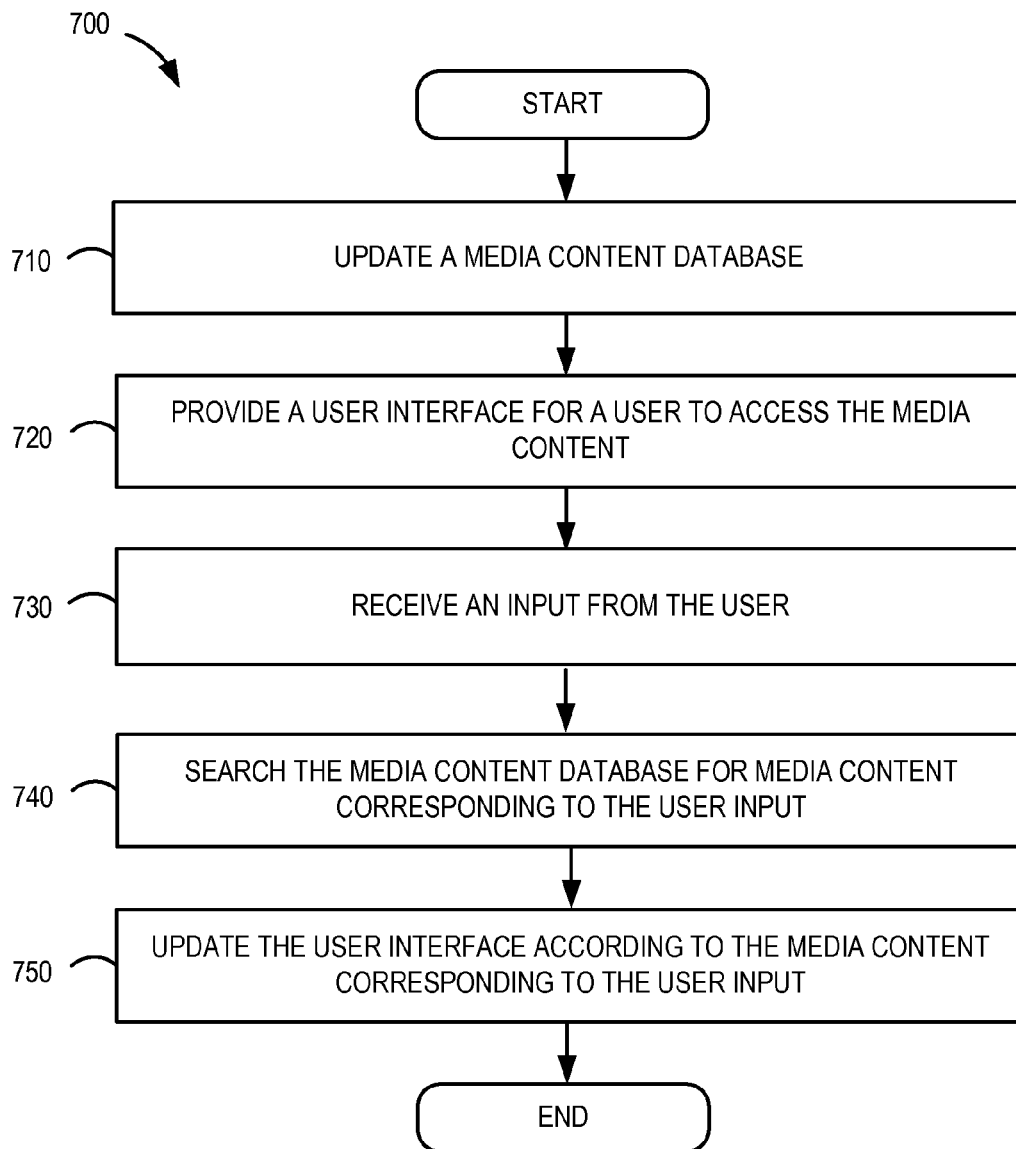 700
START
710
UPDATE A MEDIA CONTENT DATABASE
720
PROVIDE A USER INTERFACE FOR A USER TO ACCESS THE MEDIA
CONTENT
730
RECEIVE AN INPUT FROM THE USER
740
SEARCH THE MEDIA CONTENT DATABASE FOR MEDIA CONTENT
CORRESPONDING TO THE USER INPUT
750
UPDATE THE USER INTERFACE ACCORDING TO THE MEDIA CONTENT
CORRESPONDING TO THE USER INPUT
END